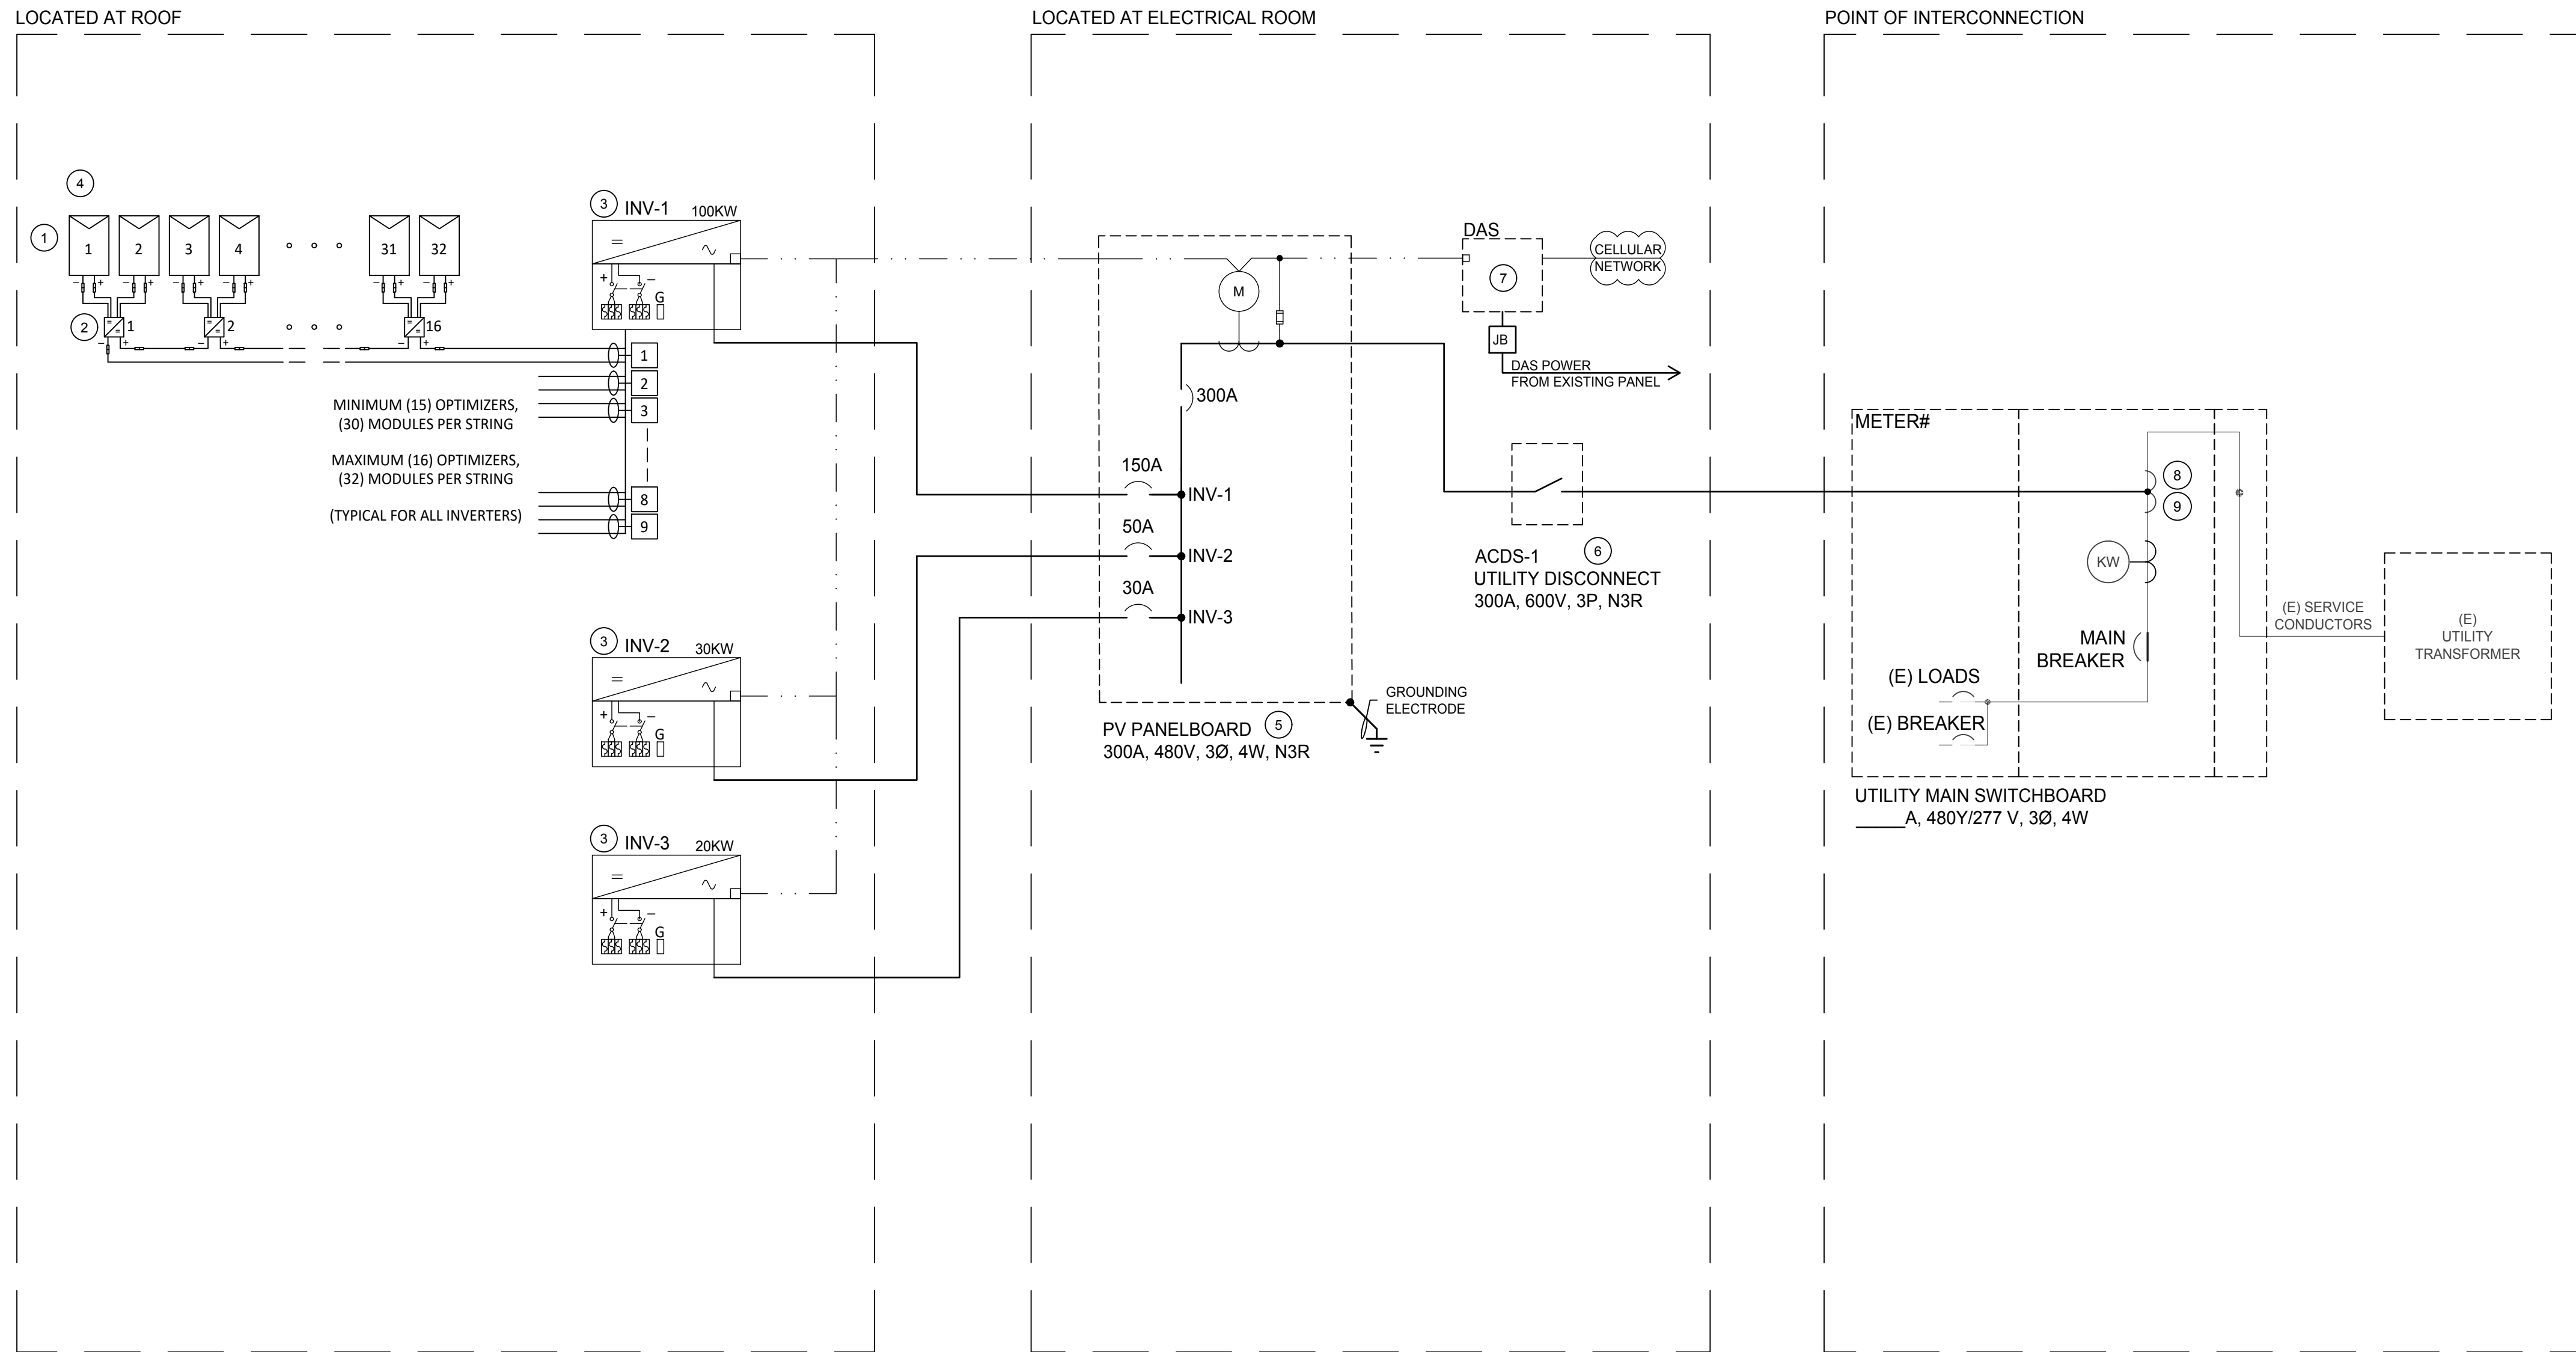 LOCATED AT ROOF
4
1
1
2
3
4
31
32
− + − + − + − + − + − +
2
1
2
16
− + − + − +
MINIMUM (15) OPTIMIZERS,
(30) MODULES PER STRING
MAXIMUM (16) OPTIMIZERS,
(32) MODULES PER STRING
(TYPICAL FOR ALL INVERTERS)
1
2
3
8
9
3 INV-1 100KW
+ −
G
3 INV-2 30KW
+ −
G
3 INV-3 20KW
+ −
G
LOCATED AT ELECTRICAL ROOM
M
300A
150A
INV-1
50A
INV-2
30A
INV-3
PV PANELBOARD 5
300A, 480V, 3Ø, 4W, N3R
GROUNDING
ELECTRODE
DAS
7
CELLULAR
NETWORK
JB
DAS POWER
FROM EXISTING PANEL
ACDS-1 6
UTILITY DISCONNECT
300A, 600V, 3P, N3R
POINT OF INTERCONNECTION
METER#
8
9
KW
MAIN
BREAKER
(E) LOADS
(E) BREAKER
UTILITY MAIN SWITCHBOARD
_____A, 480Y/277 V, 3Ø, 4W
(E) SERVICE
CONDUCTORS
(E)
UTILITY
TRANSFORMER